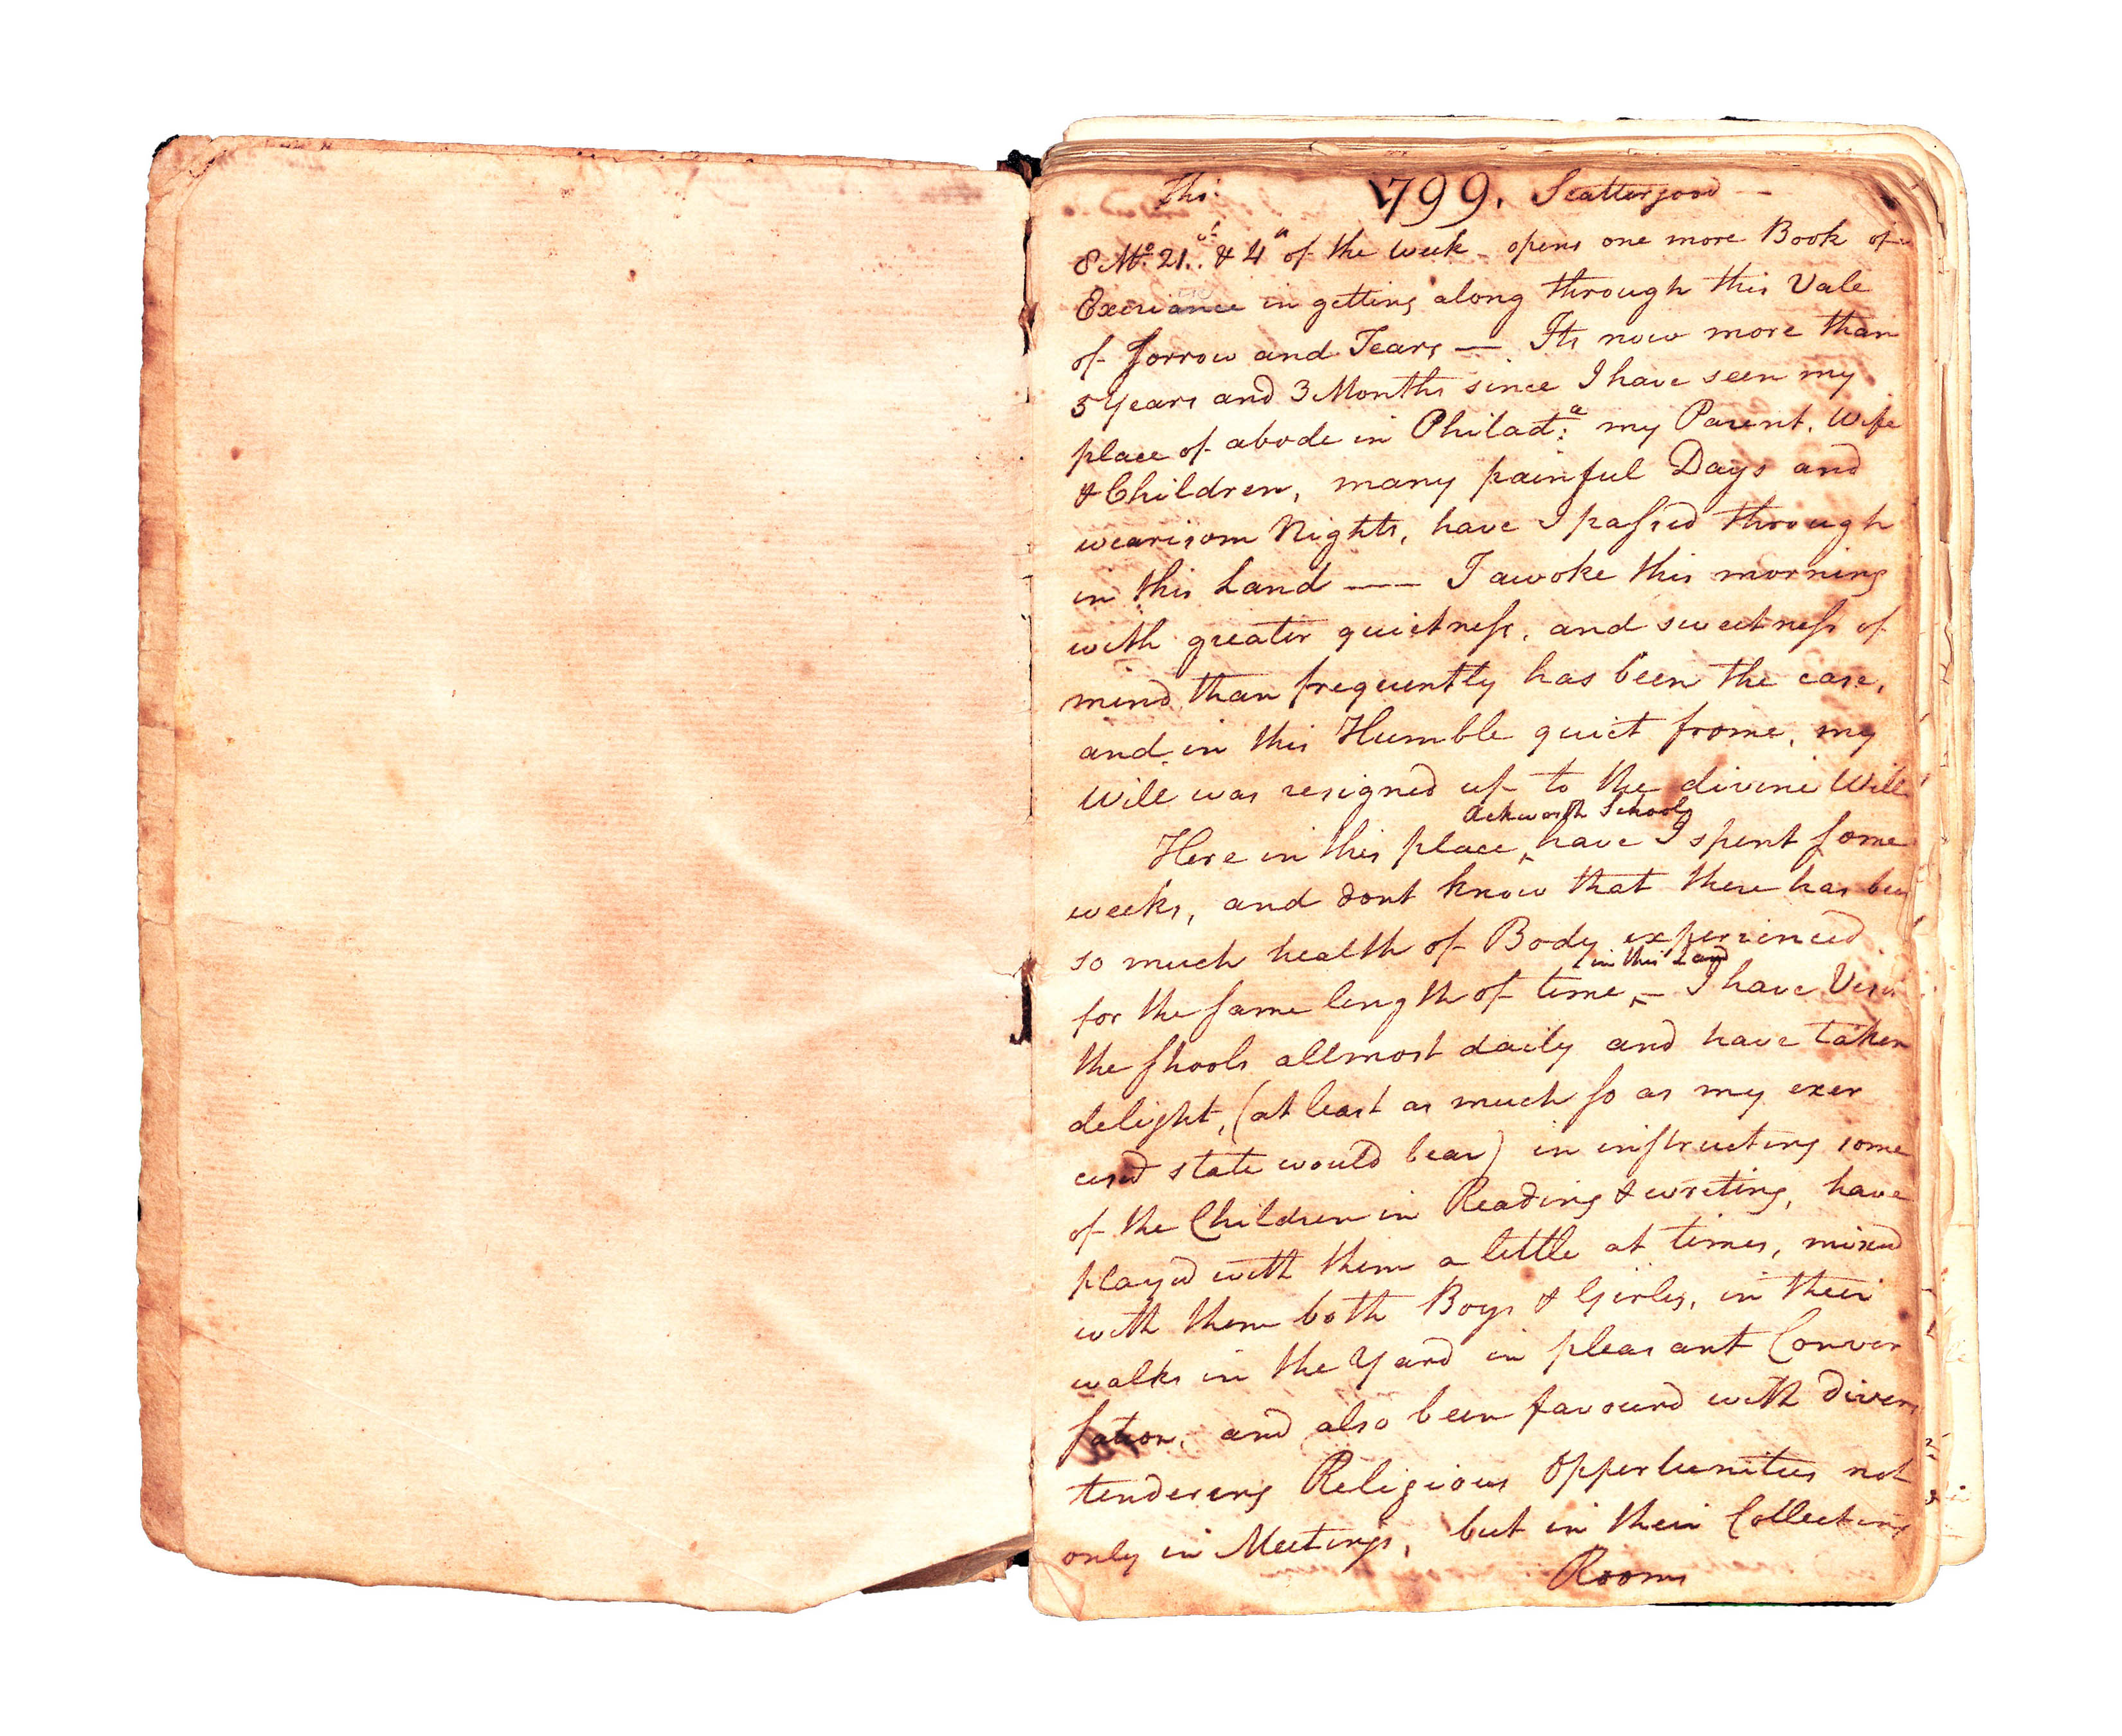 this 1799. Scattergood —
8 Mo. 21st & 4th of the week opens one more Book of
Exeriance in getting along through this Vale
of Sorrow and Tears — Its now more than
5 Years and 3 Months since I have seen my
place of abode in Philada: my Parent, Wife
& Children, many painful Days and
wearisom Nights, have I passed through
in this Land —— I awoke this morning
with greater quietness, and sweetness of
mind than frequently has been the case,
and in this Humble quiet frame, my
Will was resigned up to the divine Will
Ackworth School
Here in this place ‸ have I spent some
weeks, and dont know that there has been
so much health of Body experienced
in this Land
for the same length of time ‸ – I have
the shools allmost daily and have taken
delight, (at least as much so as my exer
cised state would bear) in instructing some
of the Children in Reading & writing, have
played with them a little at times, mixed
with them both Boys & Girls, in their
walks in the Yard in pleasant Conver
sation, and also been favourd with divers
tendering Religious Oppertunities not
only in Meetings, but in their Collecting
Rooms